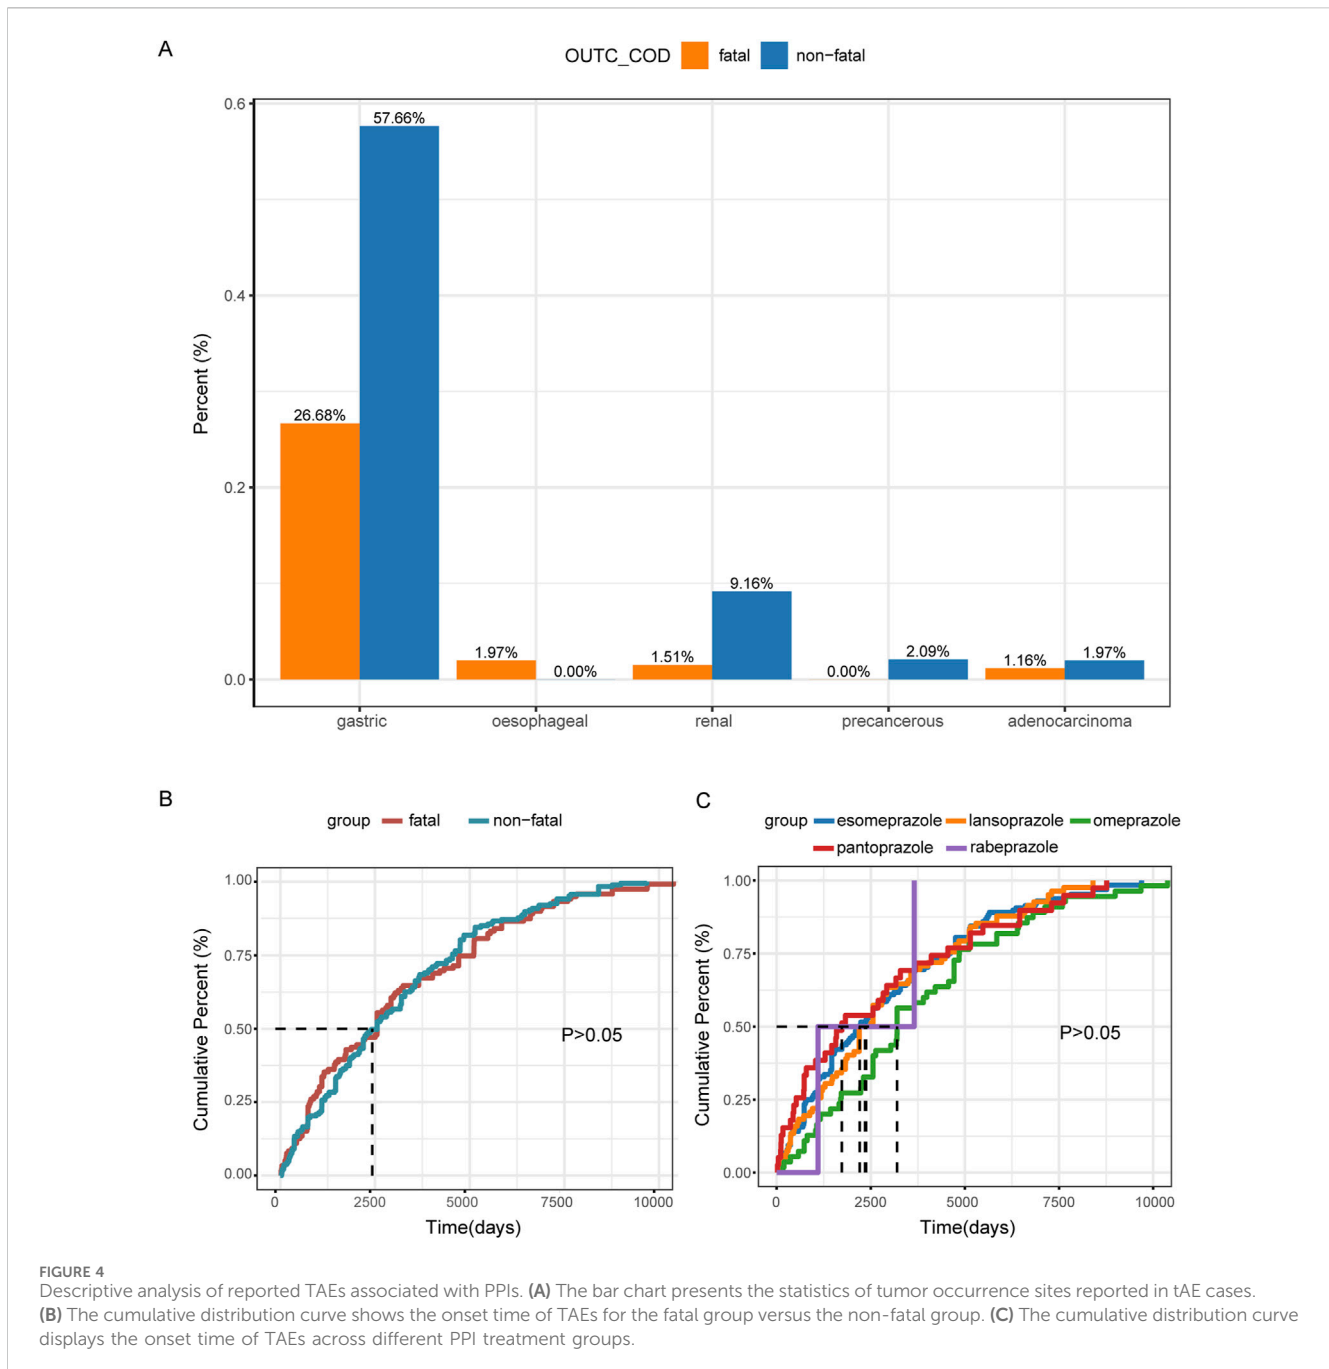 A
OUTC_COD fatal non-fatal
Percent (%)
0.6
0.4
0.2
0.0
57.66%
26.68%
1.97%
0.00%
1.51%
9.16%
0.00%
2.09%
1.16%
1.97%
gastric oesophageal renal precancerous adenocarcinoma
B
group fatal non-fatal
Cumulative Percent (%)
1.00
0.75
0.50
0.25
0.00
P>0.05
0 2500 5000 7500 10000
Time(days)
C
group esomeprazole lansoprazole omeprazole
pantoprazole rabeprazole
Cumulative Percent (%)
1.00
0.75
0.50
0.25
0.00
P>0.05
0 2500 5000 7500 10000
Time(days)
FIGURE 4
Descriptive analysis of reported TAEs associated with PPIs. (A) The bar chart presents the statistics of tumor occurrence sites reported in tAE cases.
(B) The cumulative distribution curve shows the onset time of TAEs for the fatal group versus the non-fatal group. (C) The cumulative distribution curve
displays the onset time of TAEs across different PPI treatment groups.